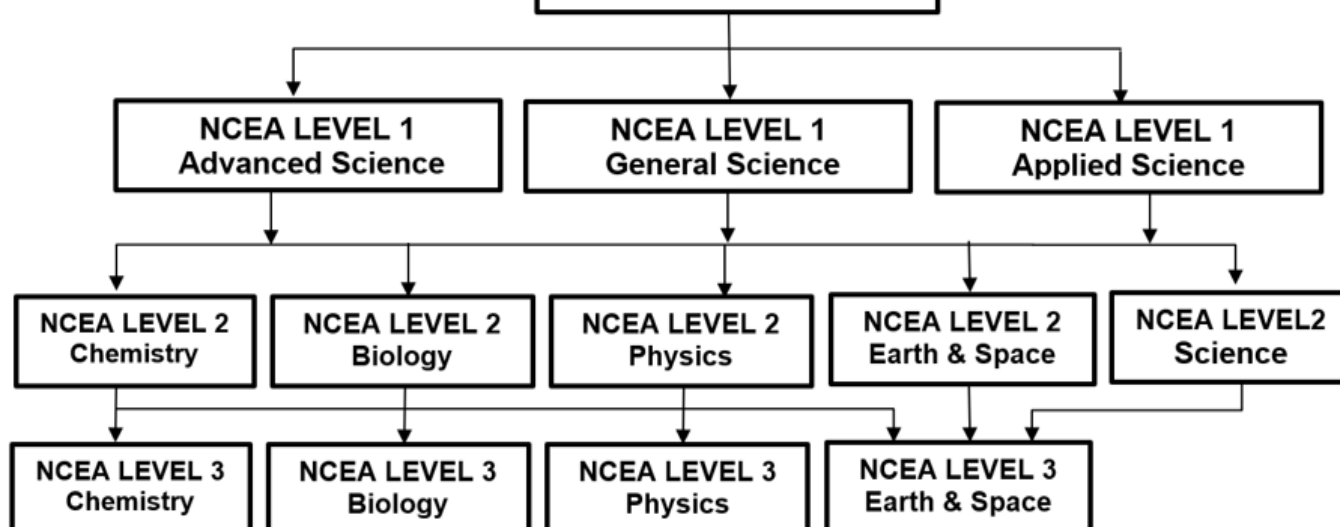 NCEA LEVEL 1
Advanced Science
NCEA LEVEL 1
General Science
NCEA LEVEL 1
Applied Science
NCEA LEVEL 2
Chemistry
NCEA LEVEL 2
Biology
NCEA LEVEL 2
Physics
NCEA LEVEL 2
Earth & Space
NCEA LEVEL2
Science
NCEA LEVEL 3
Chemistry
NCEA LEVEL 3
Biology
NCEA LEVEL 3
Physics
NCEA LEVEL 3
Earth & Space